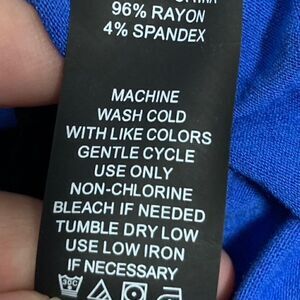 96% RAYON
4% SPANDEX
MACHINE
WASH COLD
WITH LIKE COLORS
GENTLE CYCLE
USE ONLY
NON-CHLORINE
BLEACH IF NEEDED
TUMBLE DRY LOW
USE LOW IRON
IF NECESSARY
30C